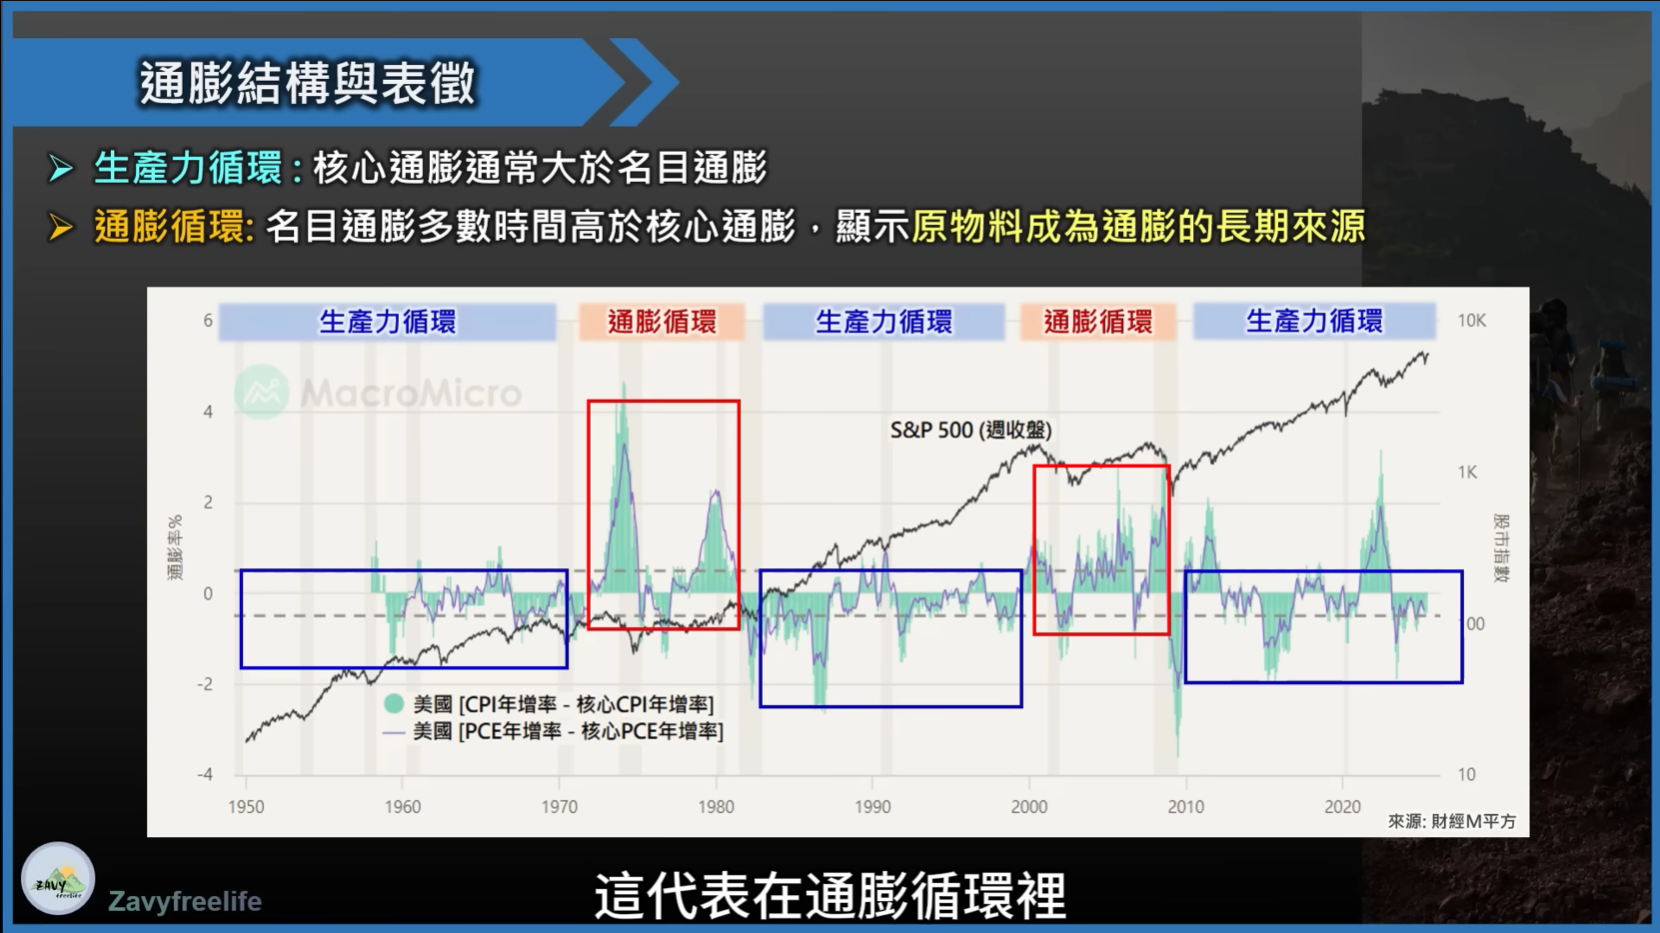 通膨結構與表徵
生產力循環 : 核心通膨通常大於名目通膨
通膨循環: 名目通膨多數時間高於核心通膨，顯示原物料成為通膨的長期來源
生產力循環 通膨循環 生產力循環 通膨循環 生產力循環
6 10K
MacroMicro
4
S&P 500 (週收盤)
1K
2
通膨率%
股市指數
0
00
-2
美國 [CPI年增率 - 核心CPI年增率]
美國 [PCE年增率 - 核心PCE年增率]
-4 10
1950 1960 1970 1980 1990 2000 2010 2020
來源: 財經M平方
ZAVY
freelife
Zavyfreelife
這代表在通膨循環裡